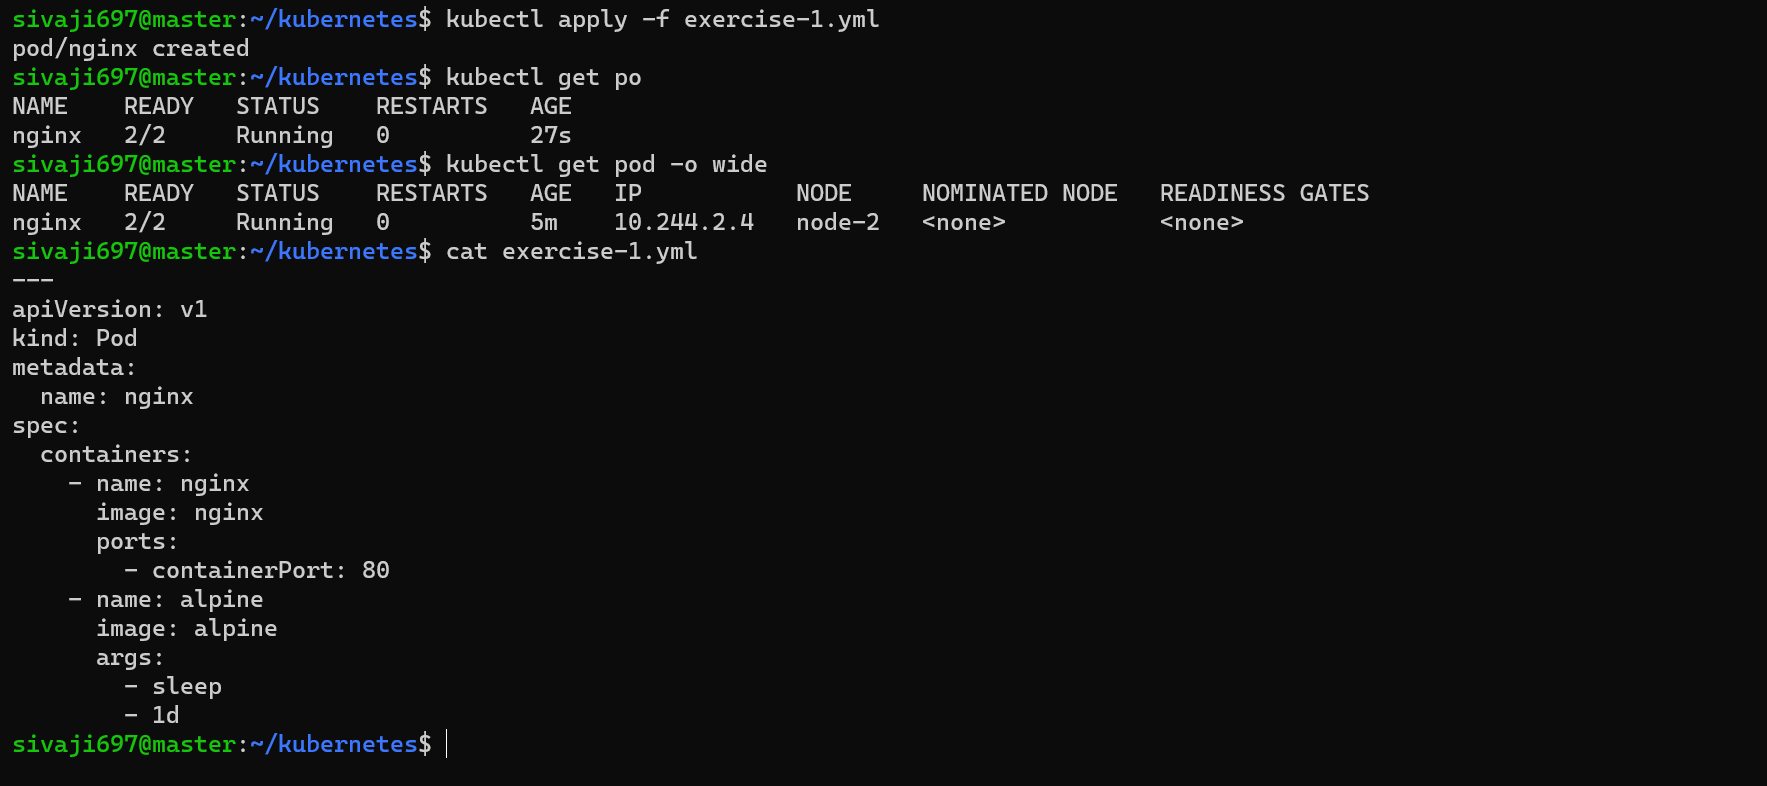 sivaji697@master:~/kubernetes$ kubectl apply -f exercise-1.yml
pod/nginx created
sivaji697@master:~/kubernetes$ kubectl get po
NAME    READY   STATUS    RESTARTS   AGE
nginx   2/2     Running   0          27s
sivaji697@master:~/kubernetes$ kubectl get pod -o wide
NAME    READY   STATUS    RESTARTS   AGE   IP           NODE     NOMINATED NODE   READINESS GATES
nginx   2/2     Running   0          5m    10.244.2.4   node-2   <none>           <none>
sivaji697@master:~/kubernetes$ cat exercise-1.yml
---
apiVersion: v1
kind: Pod
metadata:
  name: nginx
spec:
  containers:
    - name: nginx
      image: nginx
      ports:
        - containerPort: 80
    - name: alpine
      image: alpine
      args:
        - sleep
        - 1d
sivaji697@master:~/kubernetes$